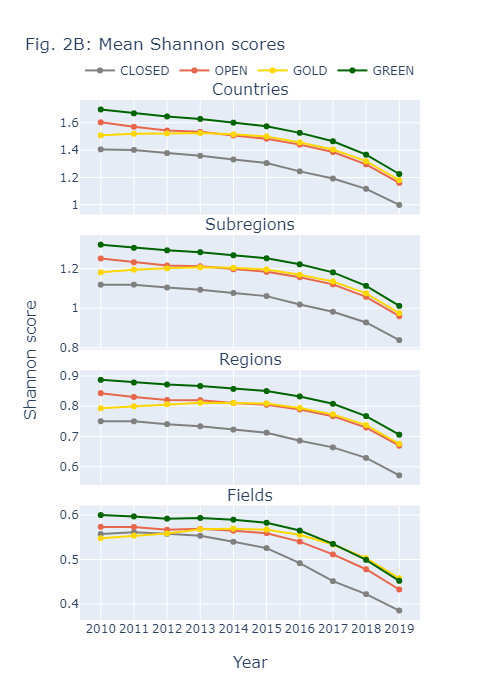 Fig. 2B: Mean Shannon scores
CLOSED OPEN GOLD GREEN
Countries
1.6
1.4
1.2
1
Subregions
1.2
1
0.8
Regions
0.9
0.8
0.7
0.6
Fields
0.6
0.5
0.4
2010 2011 2012 2013 2014 2015 2016 2017 2018 2019
Shannon score
Year